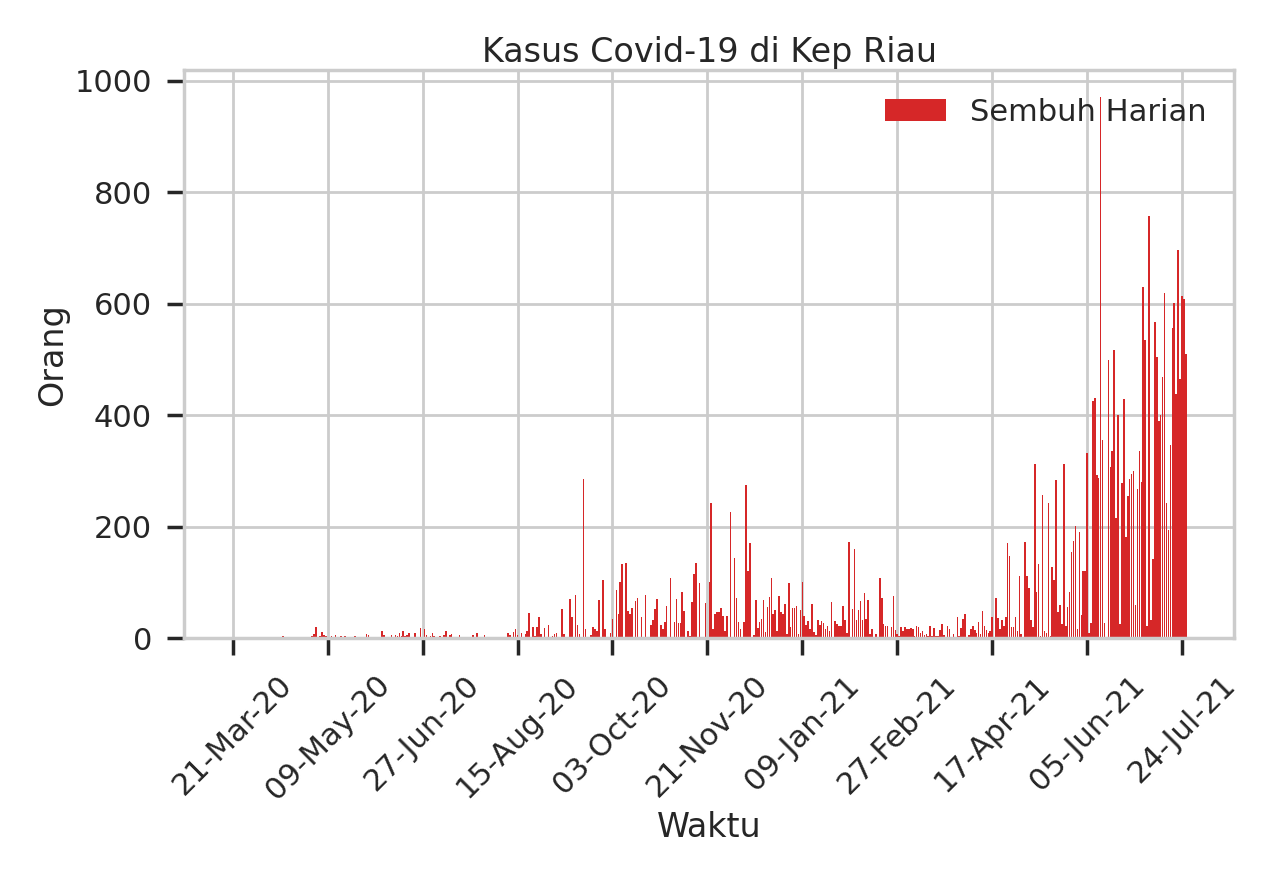 Kasus Covid-19 di Kep Riau
Sembuh Harian
1000
800
600
400
200
0
Orang
21-Mar-20
09-May-20
27-Jun-20
15-Aug-20
03-Oct-20
21-Nov-20
09-Jan-21
27-Feb-21
17-Apr-21
05-Jun-21
24-Jul-21
Waktu